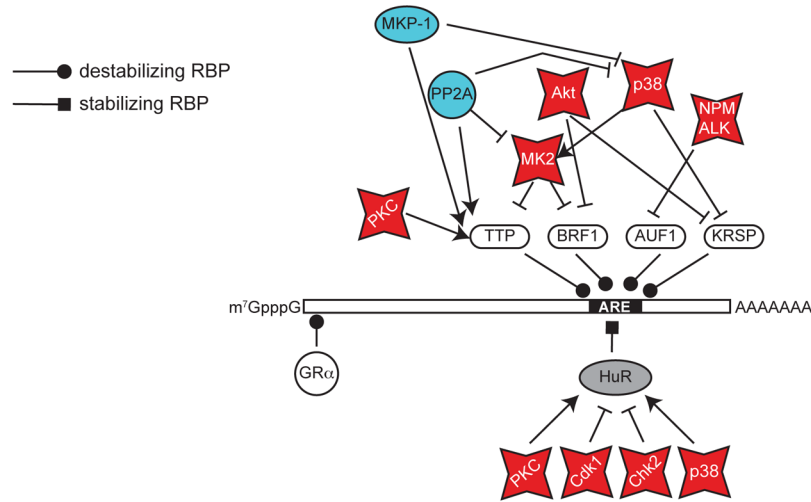 MKP-1
destabilizing RBP
stabilizing RBP
PP2A
Akt
p38
NPM
ALK
MK2
PKC
TTP
BRF1
AUF1
KRSP
m⁷GpppG
ARE
AAAAAAA
GRα
HuR
PKC
Cdk1
Chk2
p38